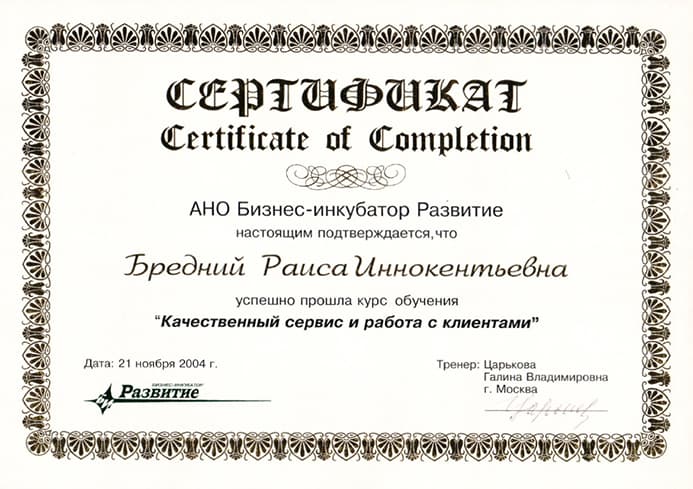 СЕРТИФИКАТ
Certificate of Completion
АНО Бизнес-инкубатор Развитие
настоящим подтверждается,что
Бредний Раиса Иннокентьевна
успешно прошла курс обучения
"Качественный сервис и работа с клиентами"
Дата: 21 ноября 2004 г.
БИЗНЕС-ИНКУБАТОР
Развитие
Тренер: Царькова
Галина Владимировна
г. Москва